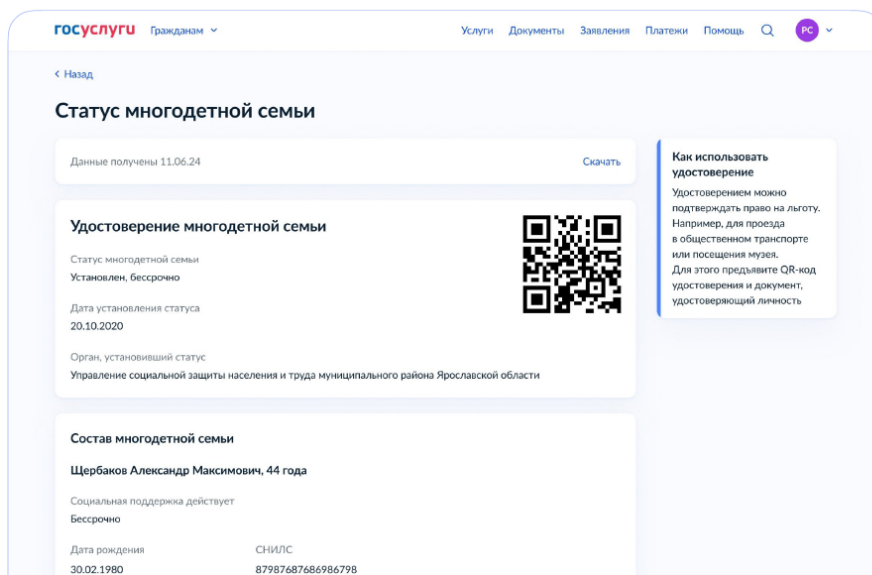 госуслуги Гражданам Услуги Документы Заявления Платежи Помощь РС
Назад
Статус многодетной семьи
Данные получены 11.06.24 Скачать
Удостоверение многодетной семьи
Статус многодетной семьи
Установлен, бессрочно
Дата установления статуса
20.10.2020
Орган, установивший статус
Управление социальной защиты населения и труда муниципального района Ярославской области
Состав многодетной семьи
Щербаков Александр Максимович, 44 года
Социальная поддержка действует
Бессрочно
Дата рождения СНИЛС
30.02.1980 87987687686986798
Как использовать
удостоверение
Удостоверением можно
подтверждать право на льготу.
Например, для проезда
в общественном транспорте
или посещения музея.
Для этого предъявите QR-код
удостоверения и документ,
удостоверяющий личность